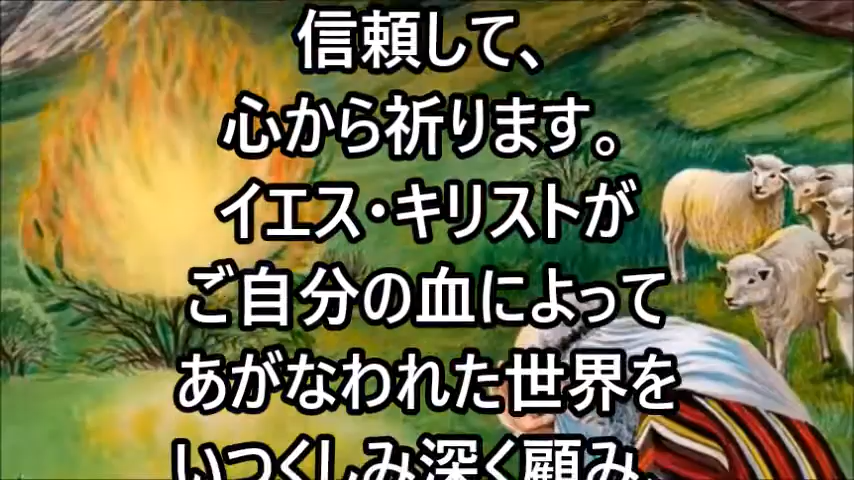 信頼して、
心から祈ります。
イエス・キリストが
ご自分の血によって
あがなわれた世界を
いつくしみ深く顧み、